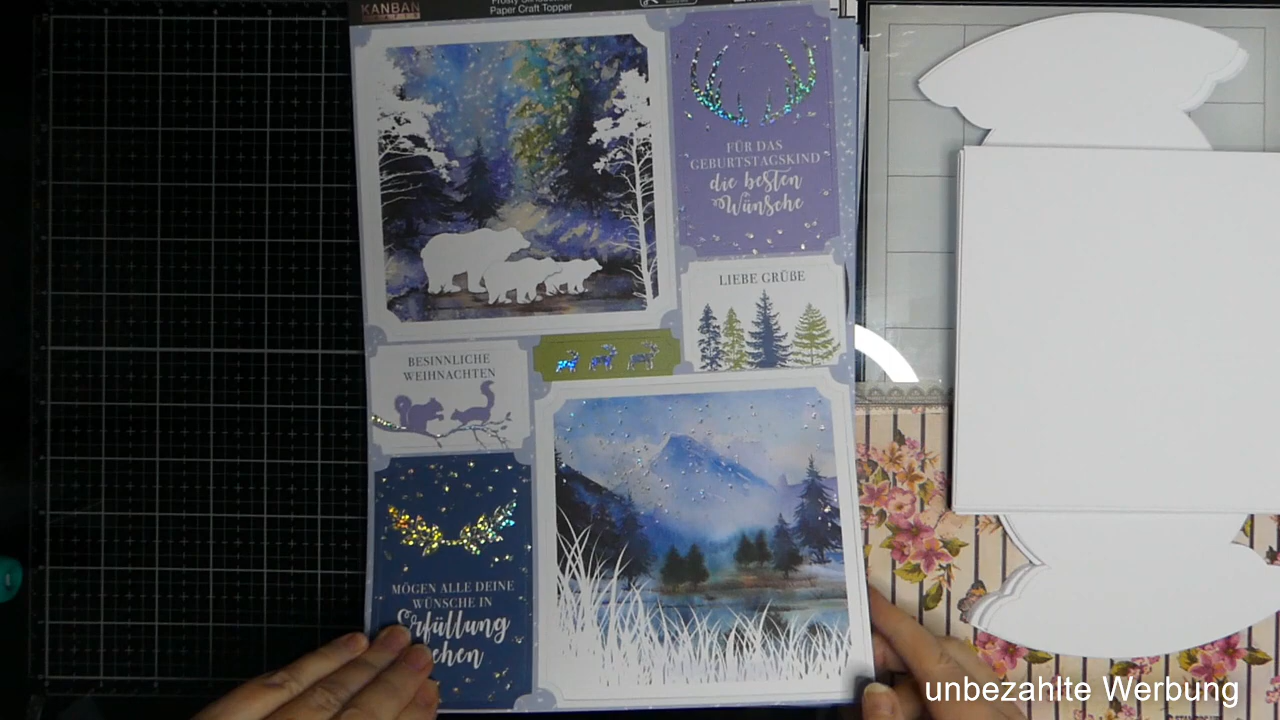 KANBAN
Paper Craft Topper
FÜR DAS
GEBURTSTAGSKIND
die besten
Wünsche
LIEBE GRÜßE
BESINNLICHE
WEIHNACHTEN
MÖGEN ALLE DEINE
WÜNSCHE IN
Erfüllung
unbezahlte Werbung